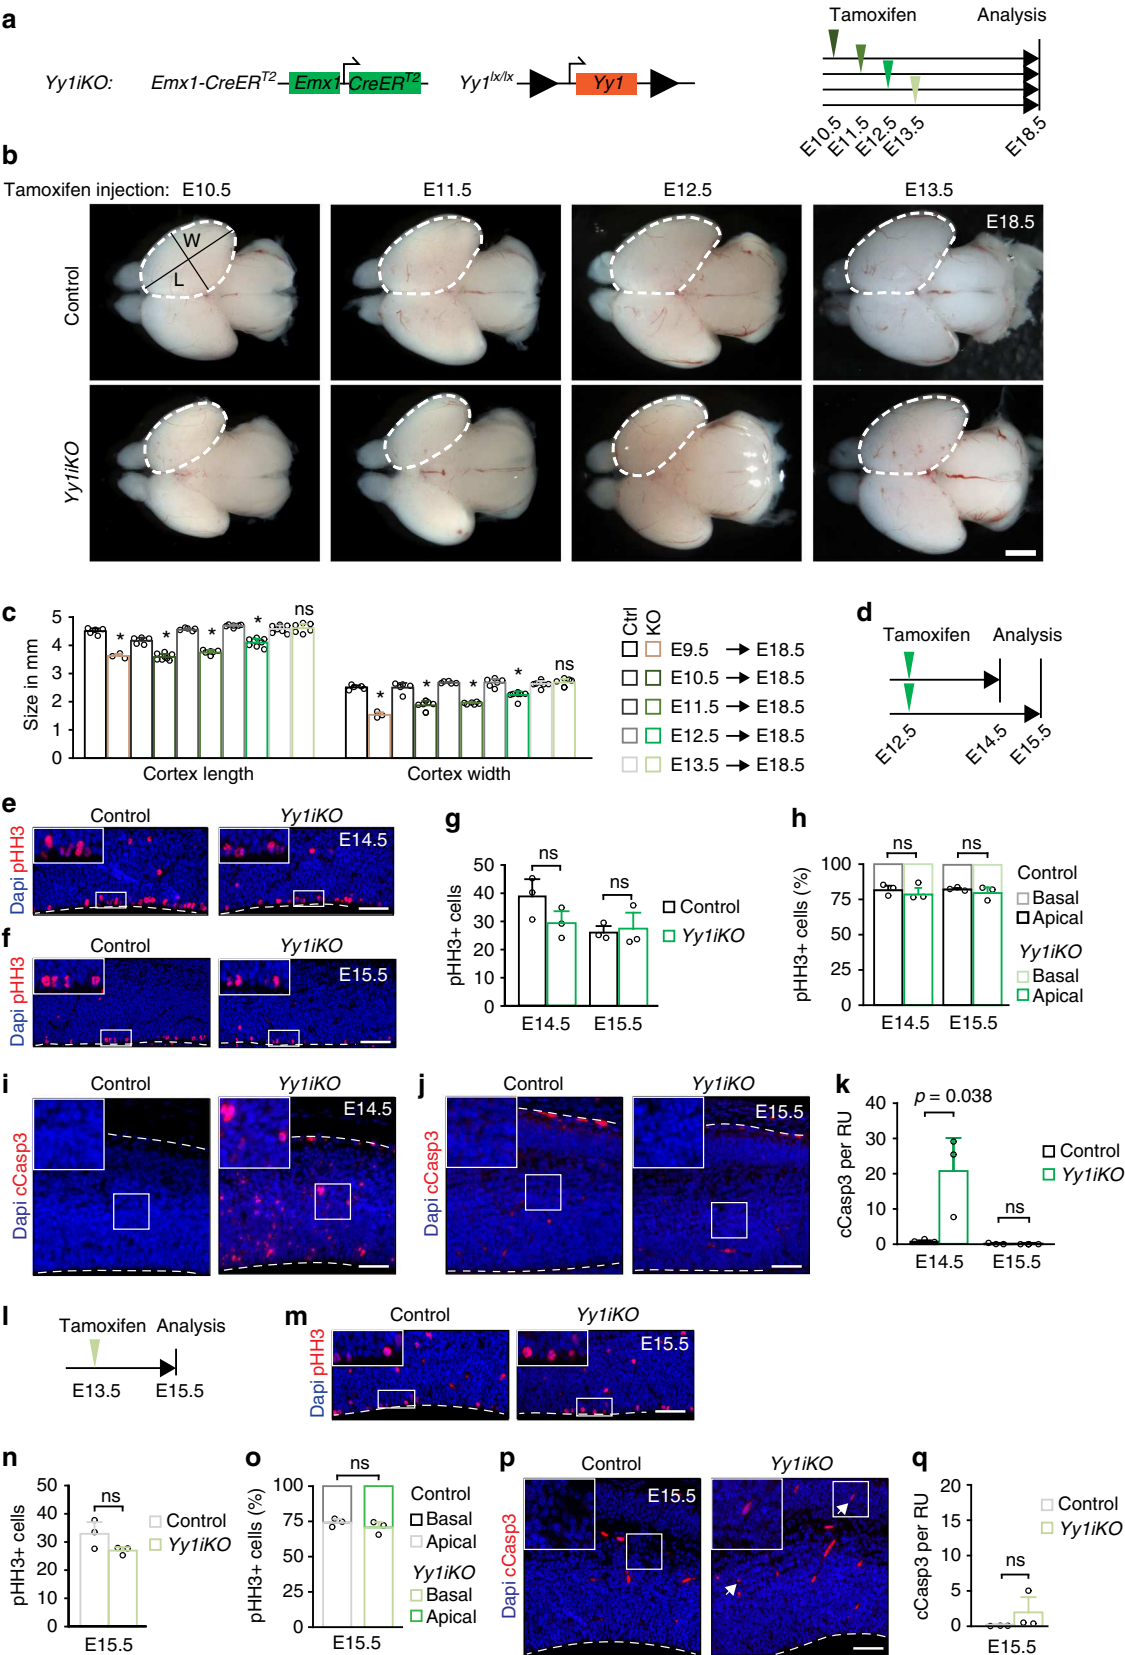 a
Tamoxifen Analysis
Yy1iKO: Emx1-CreERT2 Emx1 CreERT2 Yy1lx/lx Yy1
E10.5 E11.5 E12.5 E13.5 E18.5
b
Tamoxifen injection: E10.5 E11.5 E12.5 E13.5
Control
W
L
E18.5
Yy1iKO
c
Size in mm
5
4
3
2
1
0
* * * * ns
* * * * ns
Cortex length Cortex width
Ctrl KO
E9.5 E18.5
E10.5 E18.5
E11.5 E18.5
E12.5 E18.5
E13.5 E18.5
d
Tamoxifen Analysis
E12.5 E14.5 E15.5
e
Control Yy1iKO
Dapi pHH3
E14.5
f
Yy1iKO
Dapi pHH3
E15.5
g
pHH3+ cells
50
40
30
20
10
0
ns ns
E14.5 E15.5
Control
Yy1iKO
h
pHH3+ cells (%)
100
75
50
25
0
ns ns
E14.5 E15.5
Control
Basal
Apical
Yy1iKO
Basal
Apical
i
Control Yy1iKO
Dapi cCasp3
E14.5
j
Control Yy1iKO
Dapi cCasp3
E15.5
k
p = 0.038
cCasp3 per RU
40
30
20
10
0
ns
E14.5 E15.5
Control
Yy1iKO
l
Tamoxifen Analysis
E13.5 E15.5
m
Control Yy1iKO
Dapi pHH3
E15.5
n
pHH3+ cells
50
40
30
20
10
0
ns
E15.5
Control
Yy1iKO
o
pHH3+ cells (%)
100
75
50
25
0
ns
E15.5
Control
Basal
Apical
Yy1iKO
Basal
Apical
p
Control Yy1iKO
Dapi cCasp3
E15.5
q
cCasp3 per RU
20
15
10
5
0
ns
E15.5
Control
Yy1iKO